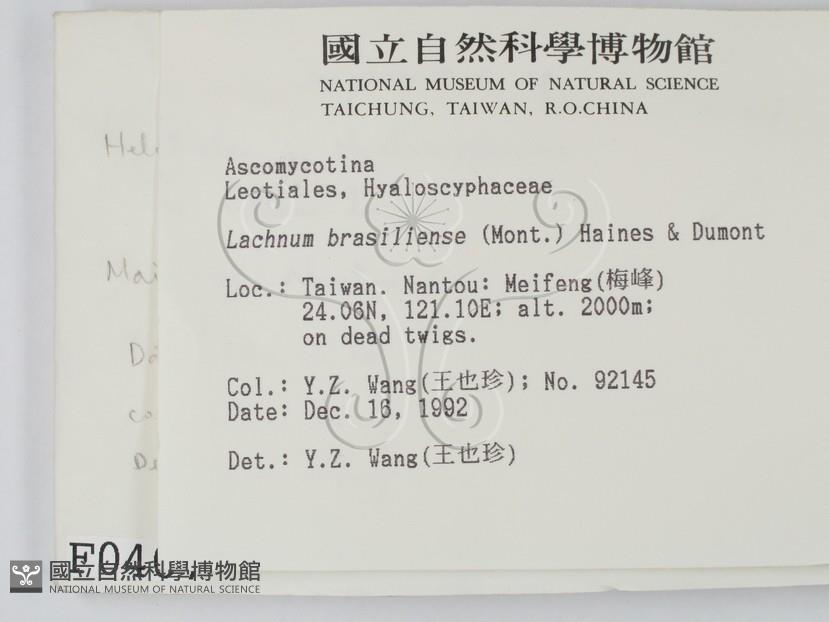 國立自然科學博物館
NATIONAL MUSEUM OF NATURAL SCIENCE
TAICHUNG, TAIWAN, R.O.CHINA
Ascomycotina
Leotiales, Hyaloscyphaceae
Lachnum brasiliense (Mont.) Haines & Dumont
Loc.: Taiwan. Nantou: Meifeng(梅峰)
24.06N, 121.10E; alt. 2000m;
on dead twigs.
Col.: Y.Z. Wang(王也珍); No. 92145
Date: Dec. 16, 1992
Det.: Y.Z. Wang(王也珍)
國立自然科學博物館
NATIONAL MUSEUM OF NATURAL SCIENCE